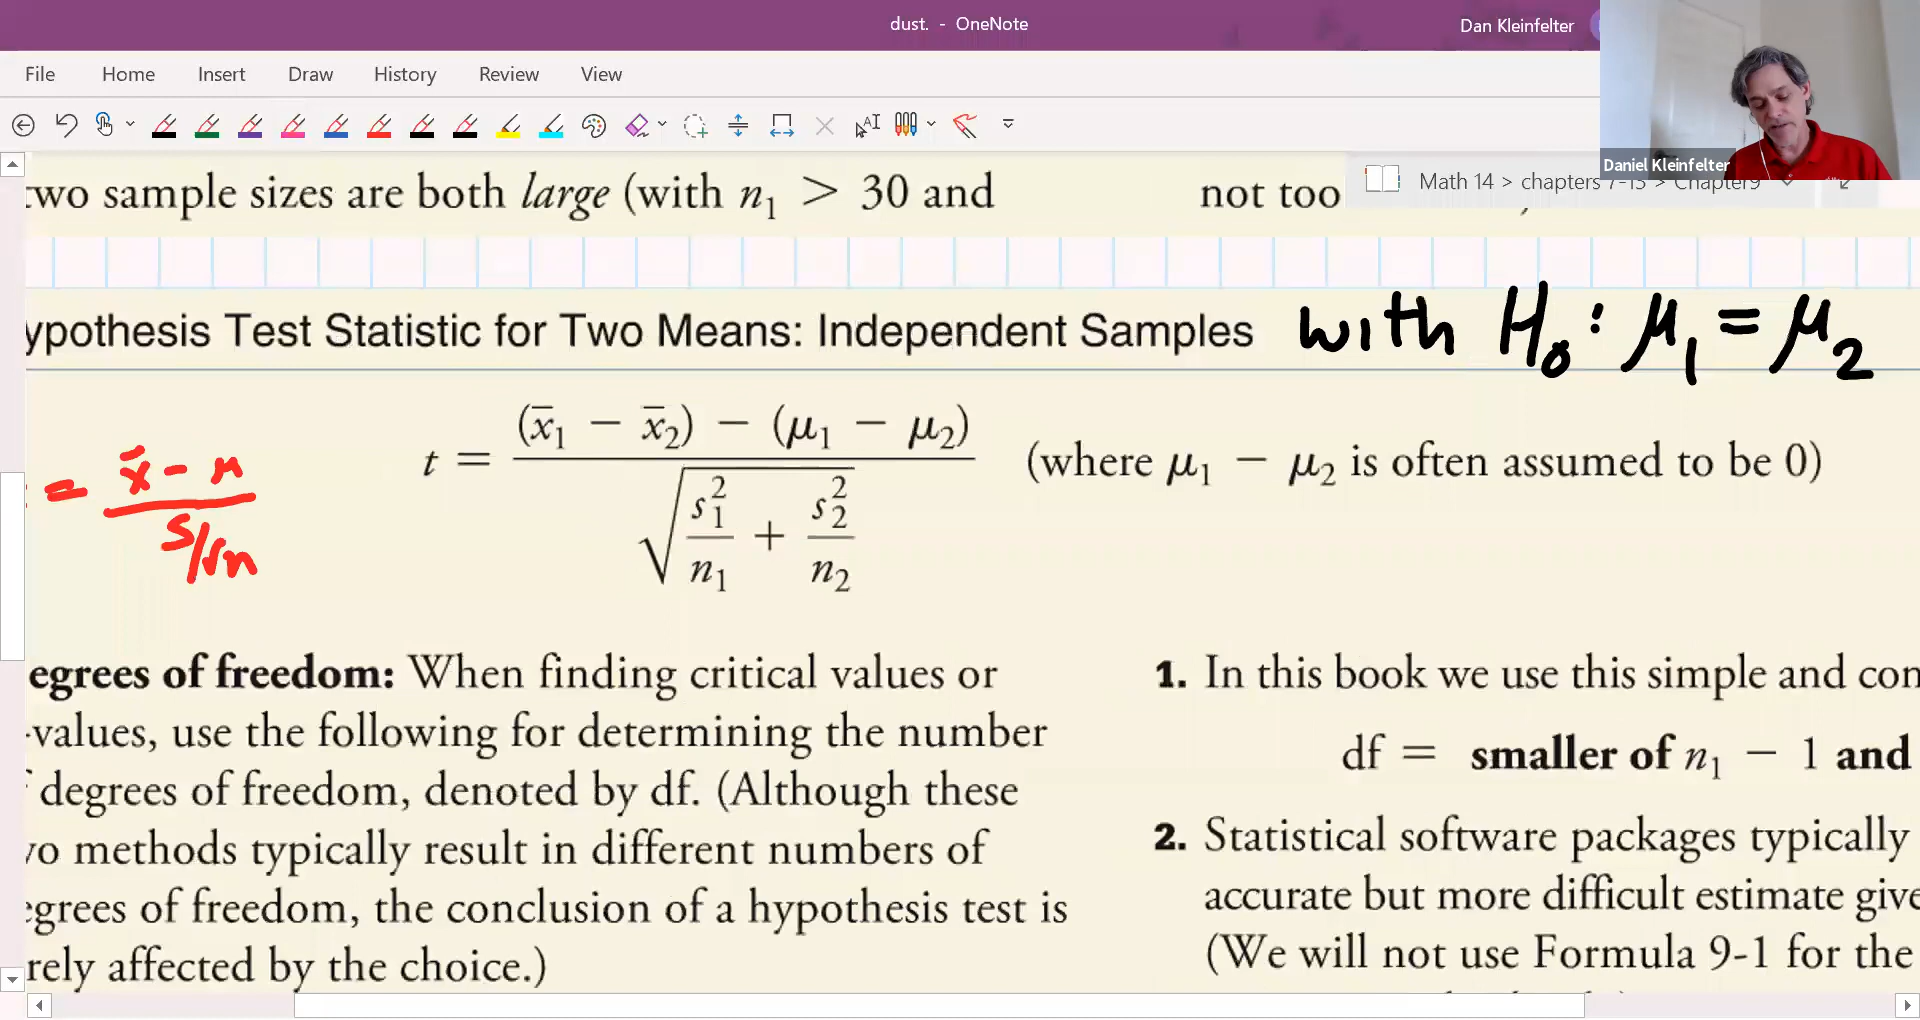 dust. - OneNote
Dan Kleinfelter
File Home Insert Draw History Review View
Daniel Kleinfelter
Math 14 > chapters 7-15 > Chapter9
two sample sizes are both large (with n₁ > 30 and
not too
ypothesis Test Statistic for Two Means: Independent Samples with H₀: μ₁ = μ₂
t = ((x̄₁ − x̄₂) − (μ₁ − μ₂)) / √(s₁²/n₁ + s₂²/n₂) (where μ₁ − μ₂ is often assumed to be 0)
= (x̄ - μ) / (s/√n)
egrees of freedom: When finding critical values or
-values, use the following for determining the number
degrees of freedom, denoted by df. (Although these
vo methods typically result in different numbers of
egrees of freedom, the conclusion of a hypothesis test is
rely affected by the choice.)
1. In this book we use this simple and con
df = smaller of n₁ − 1 and
2. Statistical software packages typically
accurate but more difficult estimate give
(We will not use Formula 9-1 for the